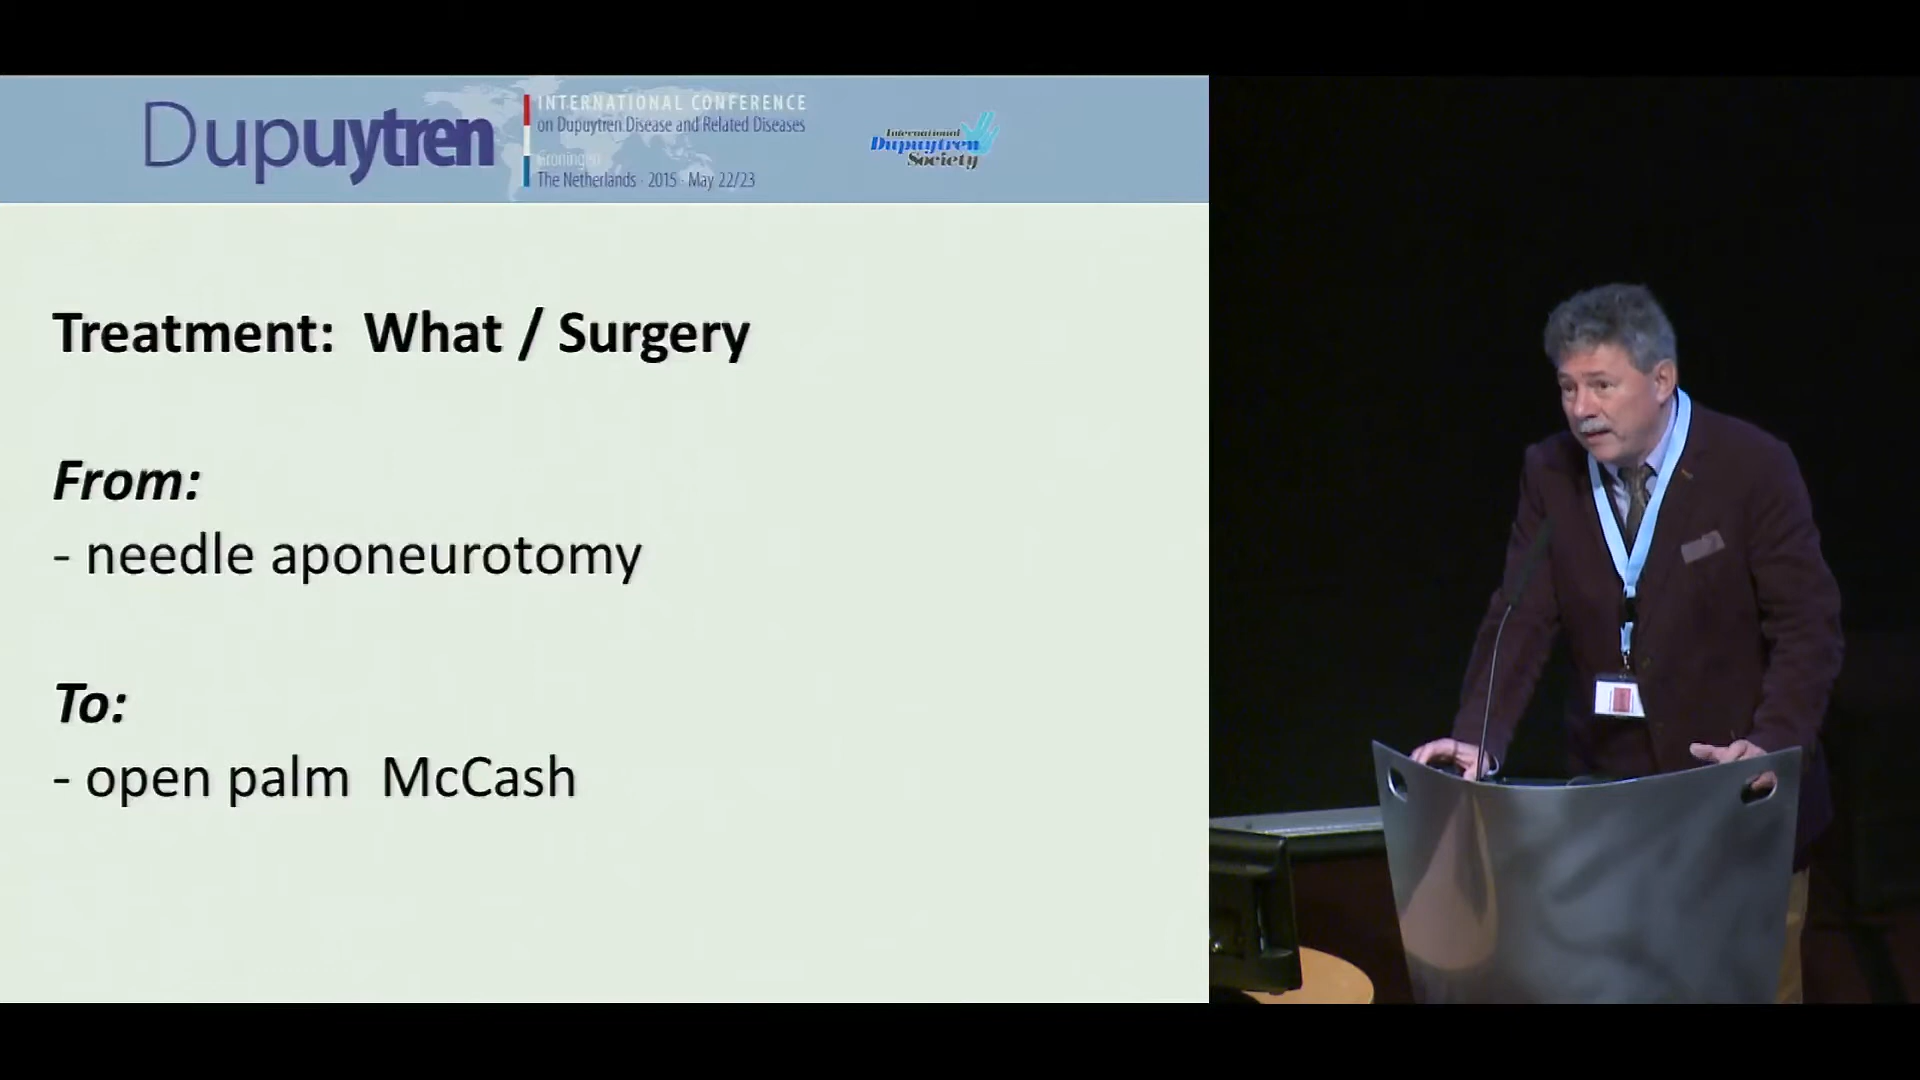 Dupuytren
INTERNATIONAL CONFERENCE
on Dupuytren Disease and Related Diseases
Groningen
The Netherlands · 2015 · May 22/23
International
Dupuytren
Society
Treatment: What / Surgery
From:
- needle aponeurotomy
To:
- open palm McCash